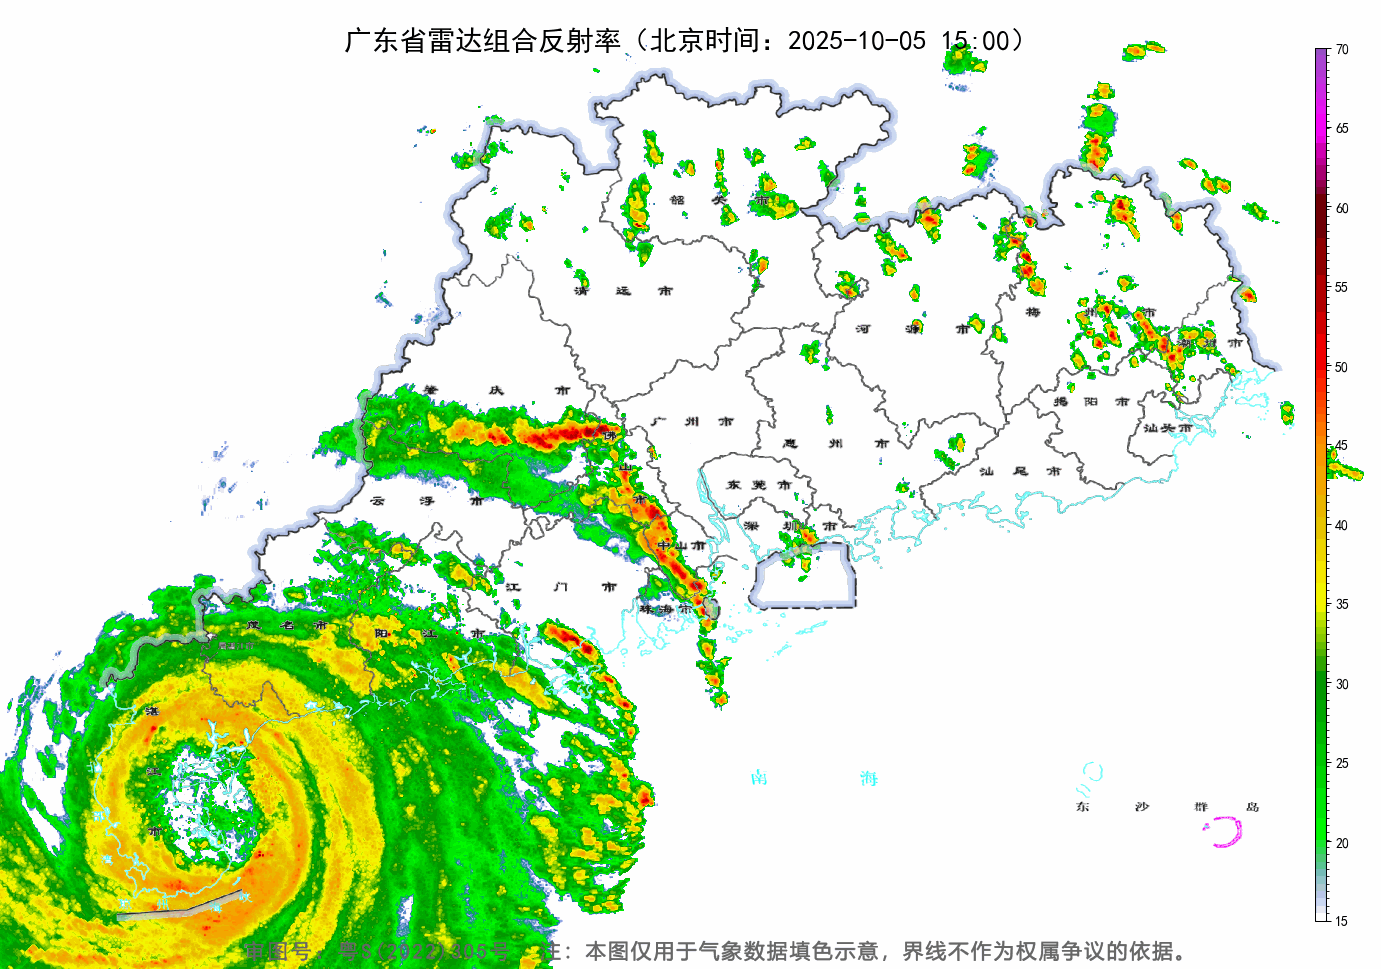 广东省雷达组合反射率（北京时间：2025-10-05 15:00）
70
65
60
55
50
45
40
35
30
25
20
15
韶关市
清远市
河源市
梅州市
潮州市
肇庆市
广州市
惠州市
揭阳市
汕头市
佛山市
东莞市
汕尾市
云浮市
深圳市
中山市
江门市
珠海市
茂名市
阳江市
湛江市
南海
东沙群岛
审图号：粤S(2022)305号 注：本图仅用于气象数据填色示意，界线不作为权属争议的依据。